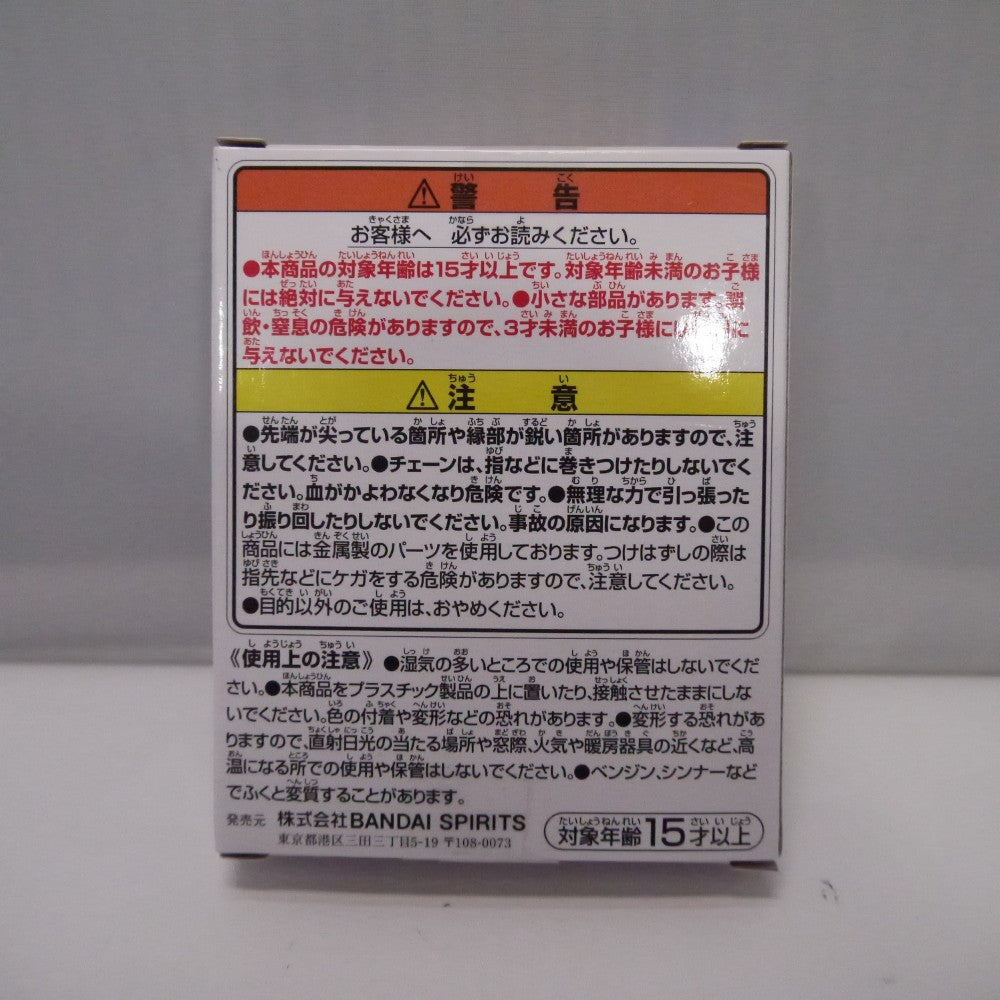 ⚠警 告
お客様へ 必ずお読みください。
●本商品の対象年齢は15才以上です。対象年齢未満のお子様
には絶対に与えないでください。●小さな部品があります。誤
飲・窒息の危険がありますので、3才未満のお子様には に
与えないでください。
⚠注 意
●先端が尖っている箇所や縁部が鋭い箇所がありますので、注
意してください。●チェーンは、指などに巻きつけたりしないでく
ださい。血がかよわなくなり危険です。●無理な力で引っ張った
り振り回したりしないでください。事故の原因になります。●この
商品には金属製のパーツを使用しております。つけはずしの際は
指先などにケガをする危険がありますので、注意してください。
●目的以外のご使用は、おやめください。
《使用上の注意》●湿気の多いところでの使用や保管はしないでくだ
さい。●本商品をプラスチック製品の上に置いたり、接触させたままにしな
いでください。色の付着や変形などの恐れがあります。●変形する恐れがあ
りますので、直射日光の当たる場所や窓際、火気や暖房器具の近くなど、高
温になる所での使用や保管はしないでください。●ベンジン、シンナーなど
でふくと変質することがあります。
発売元 株式会社BANDAI SPIRITS
東京都港区三田三丁目5-19 〒108-0073
対象年齢15才以上